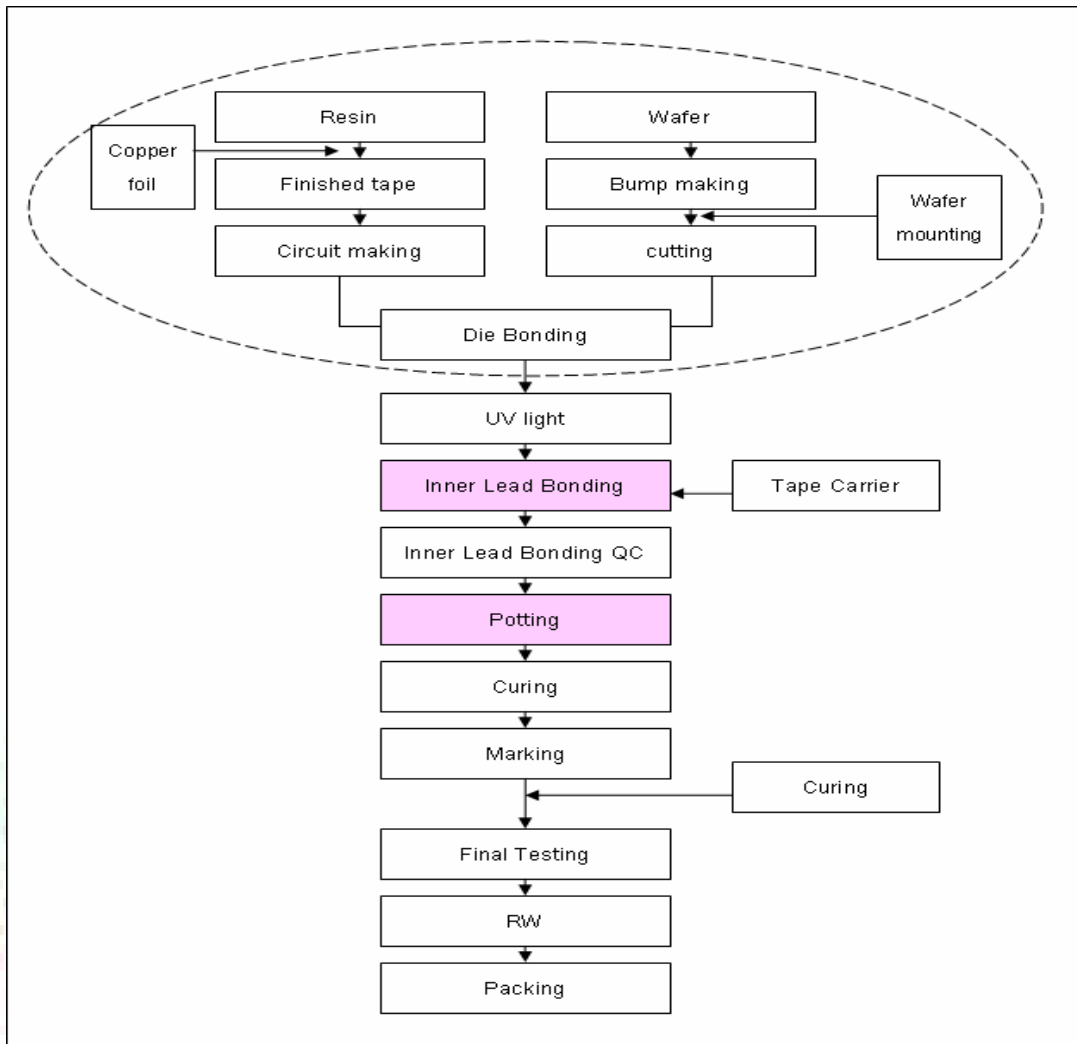 Resin
Wafer
Copper
foil
Finished tape
Bump making
Wafer
mounting
Circuit making
cutting
Die Bonding
UV light
Inner Lead Bonding
Tape Carrier
Inner Lead Bonding QC
Potting
Curing
Marking
Curing
Final Testing
RW
Packing